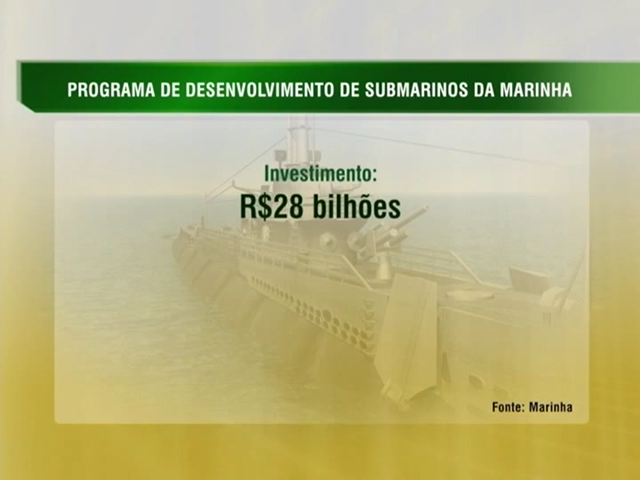 PROGRAMA DE DESENVOLVIMENTO DE SUBMARINOS DA MARINHA
Investimento:
R$28 bilhões
Fonte: Marinha